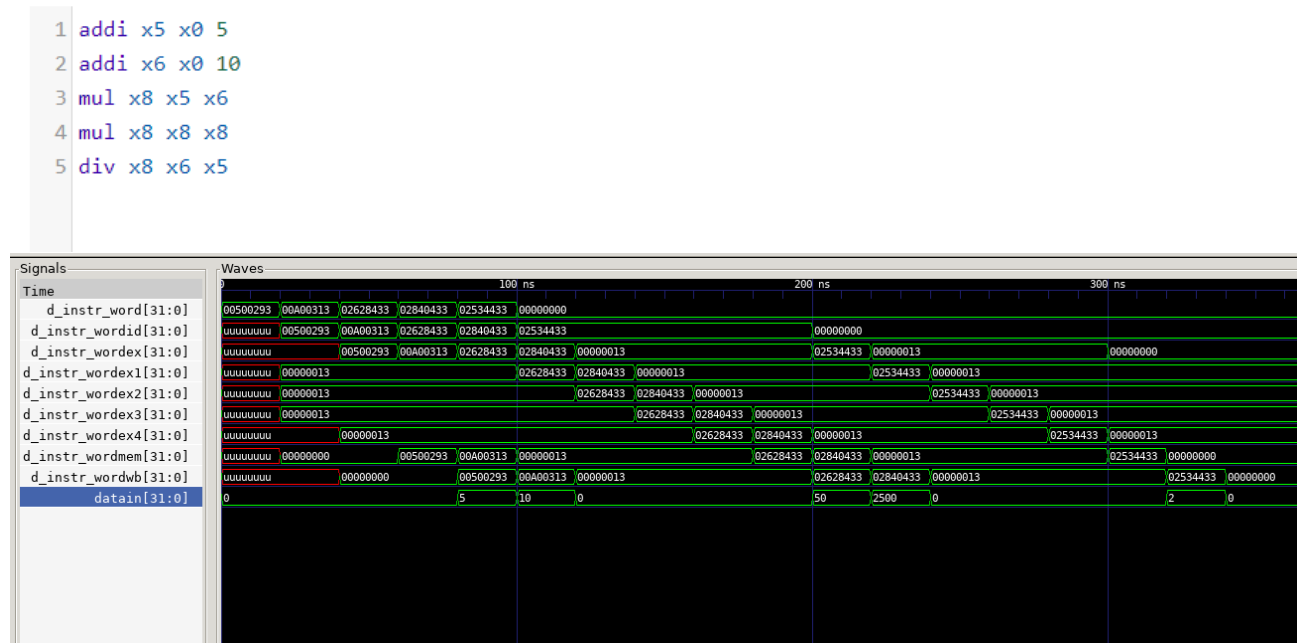 1 addi x5 x0 5
2 addi x6 x0 10
3 mul x8 x5 x6
4 mul x8 x8 x8
5 div x8 x6 x5
Signals Waves
Time 0 100 ns 200 ns 300 ns
d_instr_word[31:0] 00500293 00A00313 02628433 02840433 02534433 00000000
d_instr_wordid[31:0] uuuuuuuu 00500293 00A00313 02628433 02840433 02534433 00000000
d_instr_wordex[31:0] uuuuuuuu 00500293 00A00313 02628433 02840433 00000013 02534433 00000013 00000000
d_instr_wordex1[31:0] uuuuuuuu 00000013 02628433 02840433 00000013 02534433 00000013
d_instr_wordex2[31:0] uuuuuuuu 00000013 02628433 02840433 00000013 02534433 00000013
d_instr_wordex3[31:0] uuuuuuuu 00000013 02628433 02840433 00000013 02534433 00000013
d_instr_wordex4[31:0] uuuuuuuu 00000013 02628433 02840433 00000013 02534433 00000013
d_instr_wordmem[31:0] uuuuuuuu 00000000 00500293 00A00313 00000013 02628433 02840433 00000013 02534433 00000000
d_instr_wordwb[31:0] uuuuuuuu 00000000 00500293 00A00313 00000013 02628433 02840433 00000013 02534433 00000000
datain[31:0] 0 5 10 0 50 2500 0 2 0